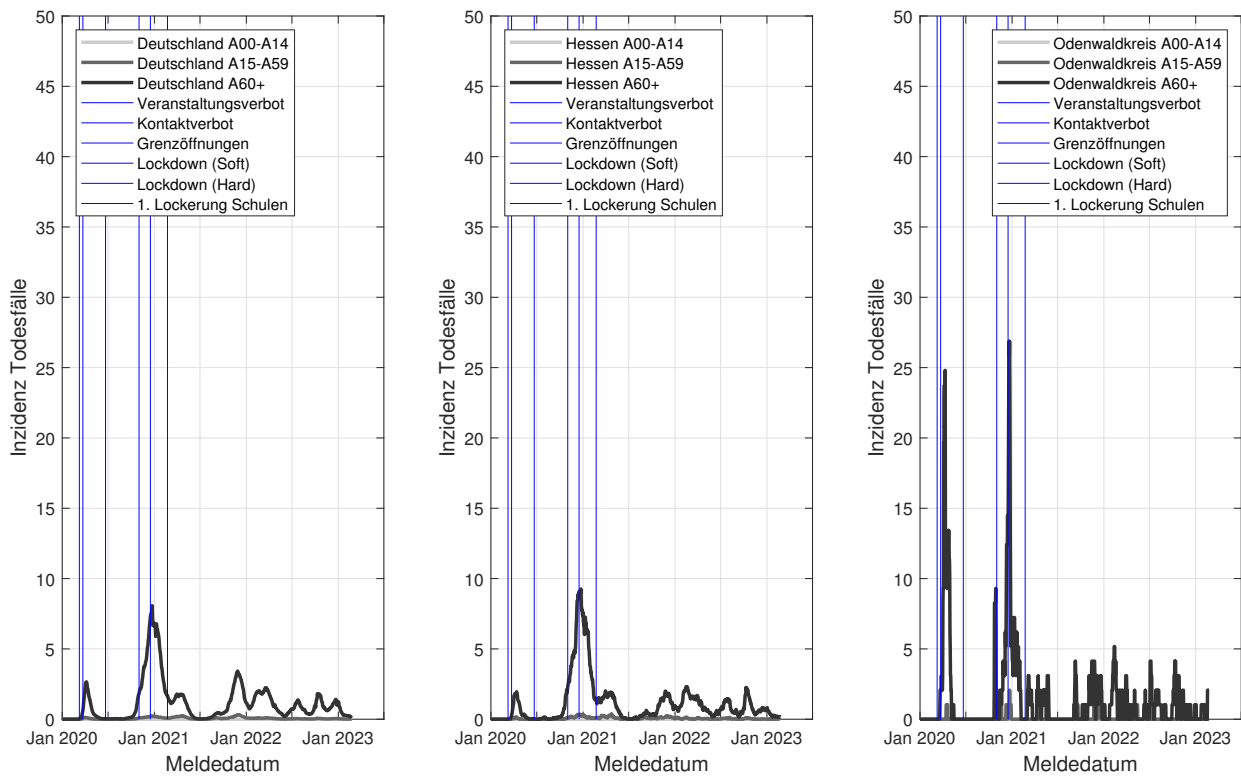 50
45
40
35
30
25
20
15
10
5
0
Inzidenz Todesfälle
Deutschland A00-A14
Deutschland A15-A59
Deutschland A60+
Veranstaltungsverbot
Kontaktverbot
Grenzöffnungen
Lockdown (Soft)
Lockdown (Hard)
1. Lockerung Schulen
Jan 2020 Jan 2021 Jan 2022 Jan 2023
Meldedatum
50
45
40
35
30
25
20
15
10
5
0
Inzidenz Todesfälle
Hessen A00-A14
Hessen A15-A59
Hessen A60+
Veranstaltungsverbot
Kontaktverbot
Grenzöffnungen
Lockdown (Soft)
Lockdown (Hard)
1. Lockerung Schulen
Jan 2020 Jan 2021 Jan 2022 Jan 2023
Meldedatum
50
45
40
35
30
25
20
15
10
5
0
Inzidenz Todesfälle
Odenwaldkreis A00-A14
Odenwaldkreis A15-A59
Odenwaldkreis A60+
Veranstaltungsverbot
Kontaktverbot
Grenzöffnungen
Lockdown (Soft)
Lockdown (Hard)
1. Lockerung Schulen
Jan 2020 Jan 2021 Jan 2022 Jan 2023
Meldedatum